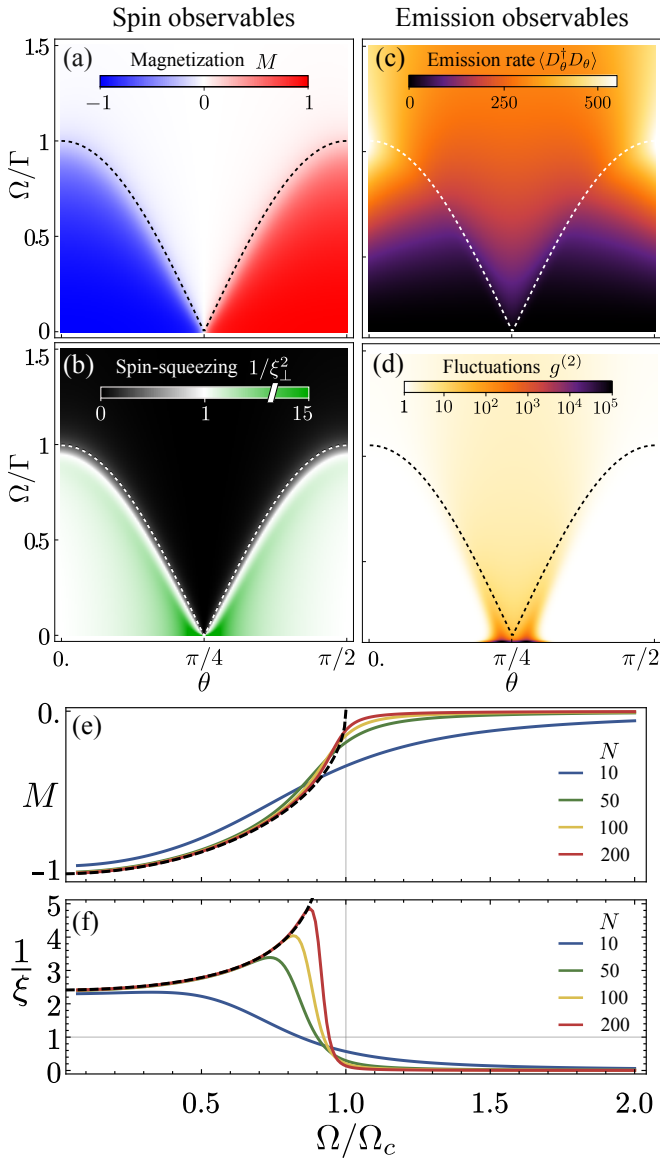 Spin observables
Emission observables
(a) Magnetization M
−1 0 1
(c) Emission rate ⟨D†θ Dθ⟩
0 250 500
1.5
1
0.5
0
Ω/Γ
(b) Spin-squeezing 1/ξ²⊥
0 1 15
(d) Fluctuations g⁽²⁾
1 10 10² 10³ 10⁴ 10⁵
1.5
1
0.5
0
Ω/Γ
0. π/4 π/2
θ
0. π/4 π/2
θ
(e)
0.
M
-1
N
10
50
100
200
(f)
5
4
3
2
1
0
1
ξ
N
10
50
100
200
0.5 1.0 1.5 2.0
Ω/Ωc